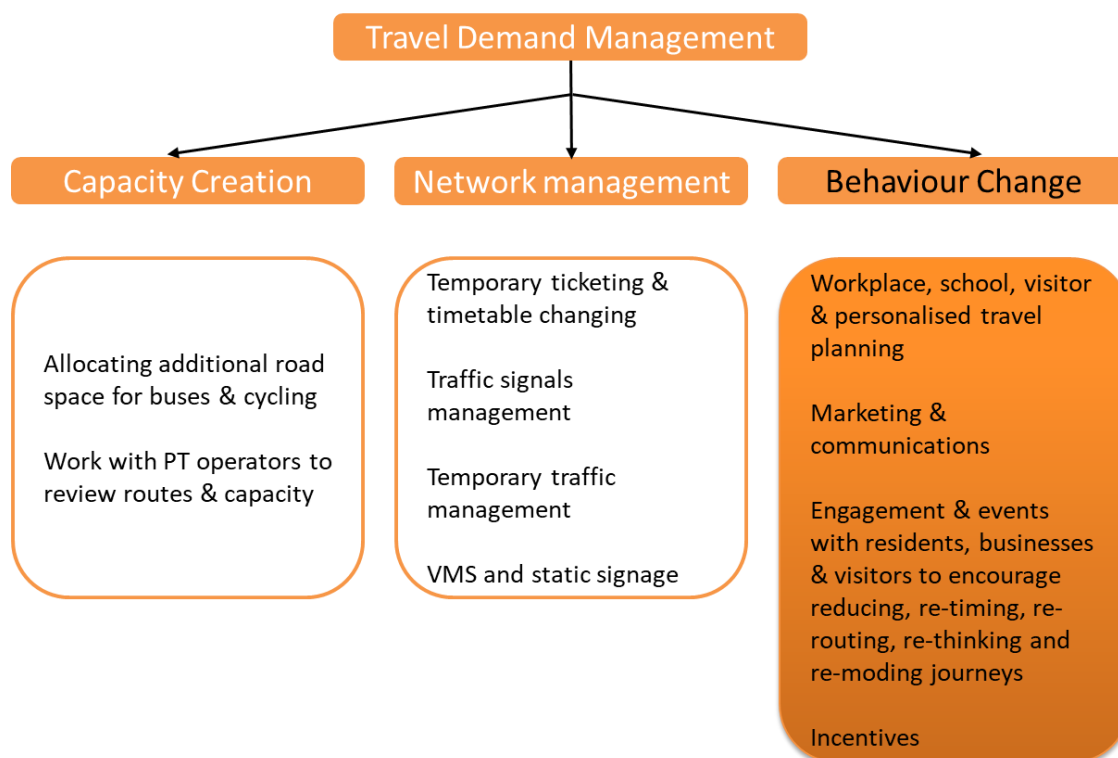 Travel Demand Management
Capacity Creation
Network management
Behaviour Change
Allocating additional road
space for buses & cycling
Work with PT operators to
review routes & capacity
Temporary ticketing &
timetable changing
Traffic signals
management
Temporary traffic
management
VMS and static signage
Workplace, school, visitor
& personalised travel
planning
Marketing &
communications
Engagement & events
with residents, businesses
& visitors to encourage
reducing, re-timing, re-
routing, re-thinking and
re-moding journeys
Incentives